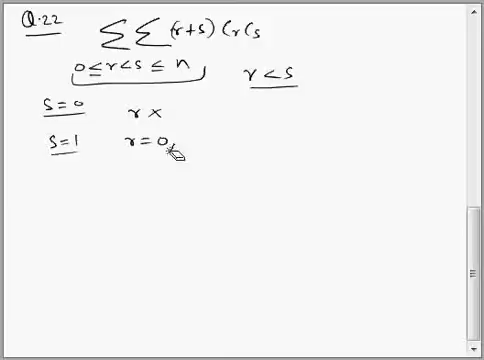 Q.22 ∑ ∑ (r+s) Cr Cs
0 ≤ r < s ≤ n r < s
s = 0 r ×
s = 1 r = 0,